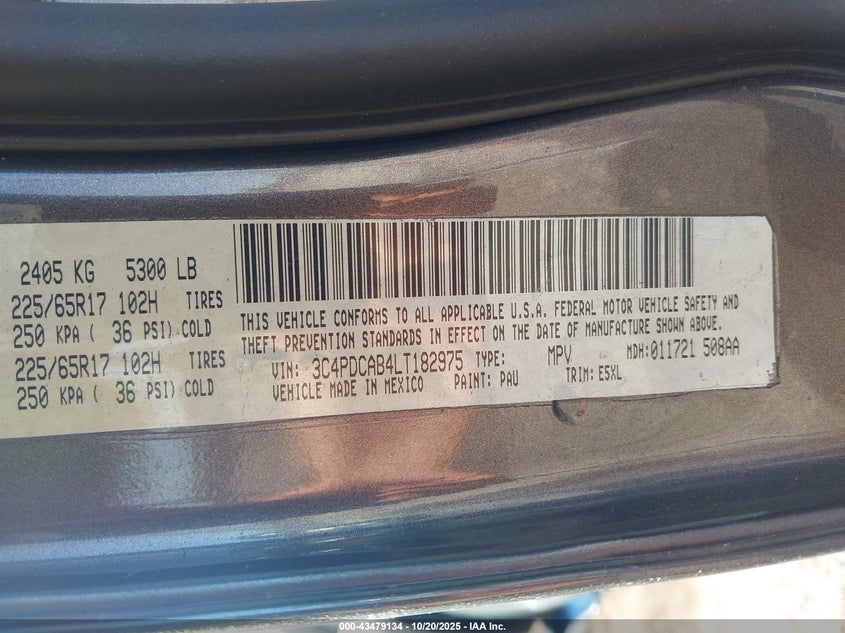 2405 KG 5300 LB
225/65R17 102H TIRES
250 KPA ( 36 PSI) COLD
225/65R17 102H TIRES
250 KPA ( 36 PSI) COLD
THIS VEHICLE CONFORMS TO ALL APPLICABLE U.S.A. FEDERAL MOTOR VEHICLE SAFETY AND
THEFT PREVENTION STANDARDS IN EFFECT ON THE DATE OF MANUFACTURE SHOWN ABOVE.
VIN: 3C4PDCAB4LT182975 TYPE: MPV MDH:011721 508AA
VEHICLE MADE IN MEXICO PAINT: PAU TRIM: E5XL
000-43479134 - 10/20/2025 - IAA Inc.